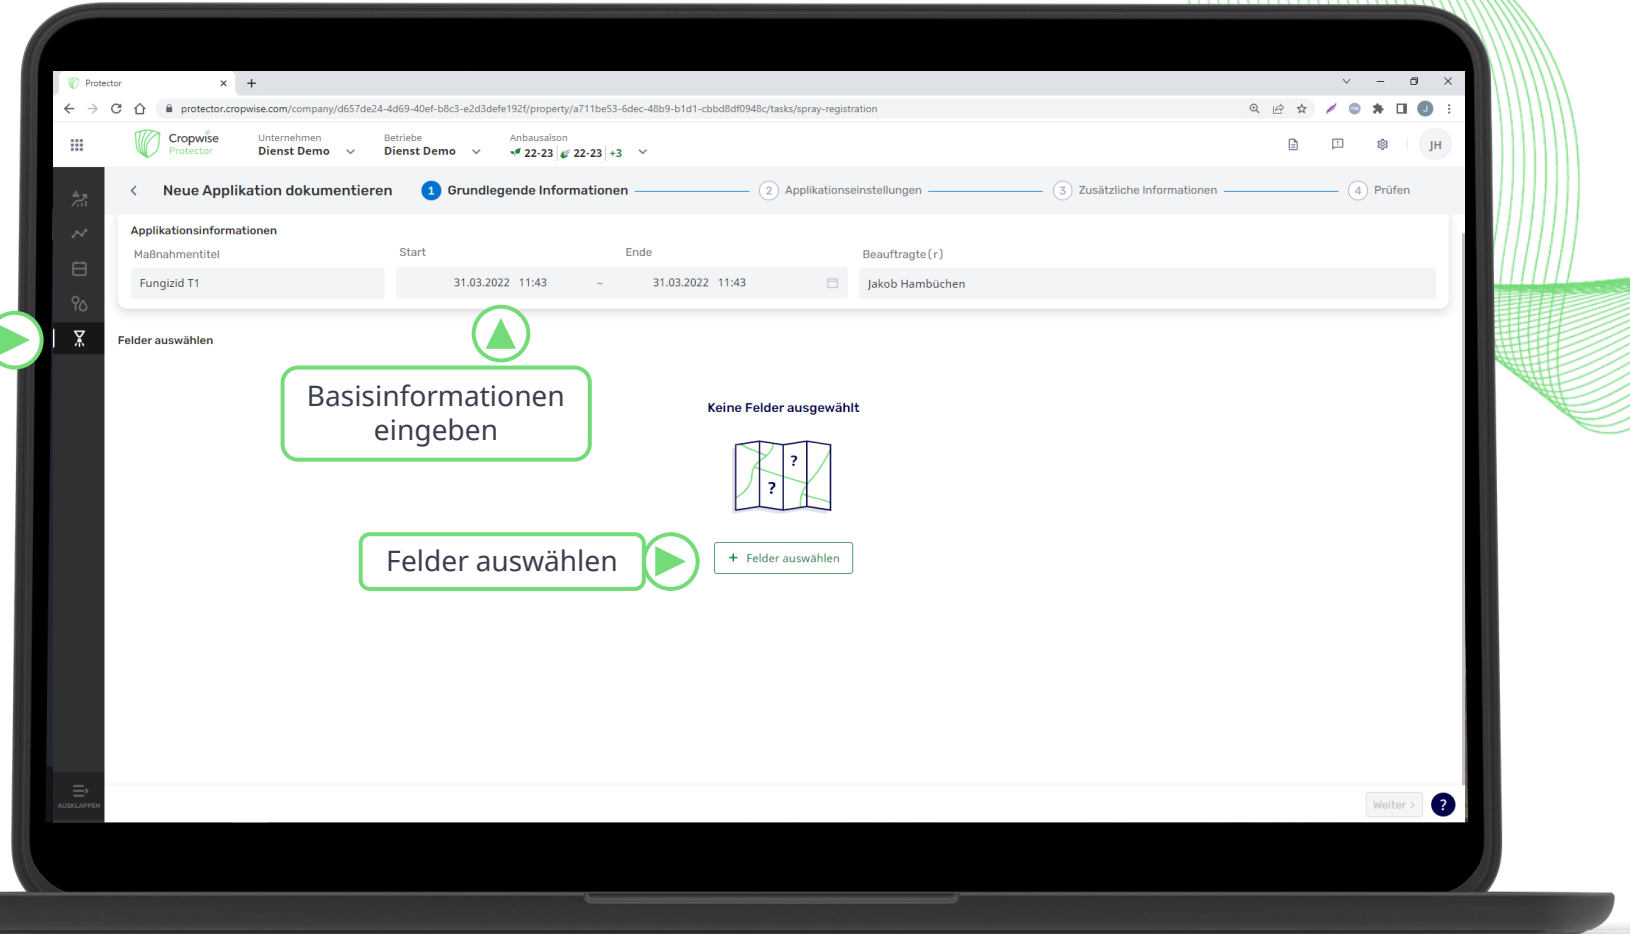 Protector
protector.cropwise.com/company/d657de24-4d69-40ef-b8c3-e2d3defe192f/property/a711be53-6dec-48b9-b1d1-cbbd8df0948c/tasks/spray-registration
J
Cropwise
Protector
Unternehmen
Dienst Demo
Betriebe
Dienst Demo
Anbausaison
22-23 22-23 +3
JH
Neue Applikation dokumentieren
1 Grundlegende Informationen
2 Applikationseinstellungen
3 Zusätzliche Informationen
4 Prüfen
Applikationsinformationen
Maßnahmentitel
Start
Ende
Beauftragte(r)
Fungizid T1
31.03.2022 11:43 ~ 31.03.2022 11:43
Jakob Hambüchen
Felder auswählen
Basisinformationen
eingeben
Keine Felder ausgewählt
?
?
Felder auswählen
+ Felder auswählen
AUSKLAPPEN
Weiter >
?